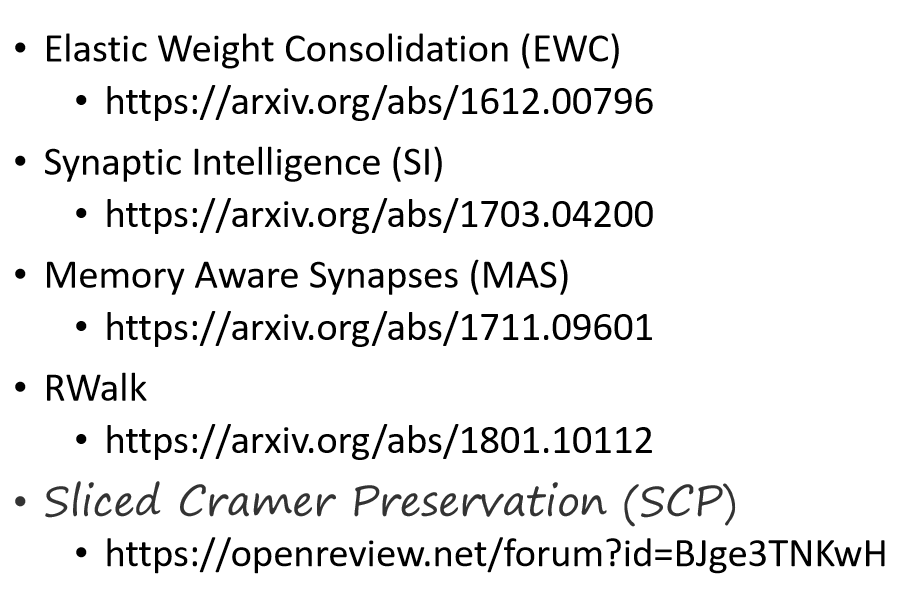 • Elastic Weight Consolidation (EWC)
• https://arxiv.org/abs/1612.00796
• Synaptic Intelligence (SI)
• https://arxiv.org/abs/1703.04200
• Memory Aware Synapses (MAS)
• https://arxiv.org/abs/1711.09601
• RWalk
• https://arxiv.org/abs/1801.10112
• Sliced Cramer Preservation (SCP)
• https://openreview.net/forum?id=BJge3TNKwH